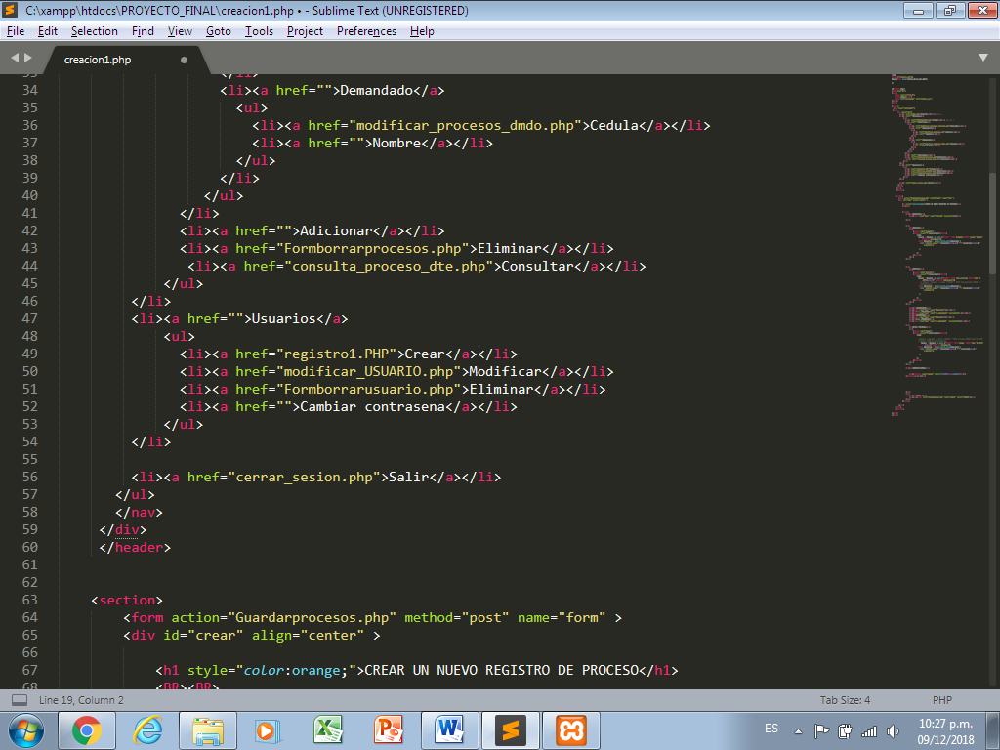 C:\xampp\htdocs\PROYECTO_FINAL\creacion1.php • - Sublime Text (UNREGISTERED)
File Edit Selection Find View Goto Tools Project Preferences Help
creacion1.php
33 </li>
34 <li><a href="">Demandado</a>
35 <ul>
36 <li><a href="modificar_procesos_dmdo.php">Cedula</a></li>
37 <li><a href="">Nombre</a></li>
38 </ul>
39 </li>
40 </ul>
41 </li>
42 <li><a href="">Adicionar</a></li>
43 <li><a href="Formborrarprocesos.php">Eliminar</a></li>
44 <li><a href="consulta_proceso_dte.php">Consultar</a></li>
45 </ul>
46 </li>
47 <li><a href="">Usuarios</a>
48 <ul>
49 <li><a href="registro1.PHP">Crear</a></li>
50 <li><a href="modificar_USUARIO.php">Modificar</a></li>
51 <li><a href="Formborrarusuario.php">Eliminar</a></li>
52 <li><a href="">Cambiar contrasena</a></li>
53 </ul>
54 </li>
55
56 <li><a href="cerrar_sesion.php">Salir</a></li>
57 </ul>
58 </nav>
59 </div>
60 </header>
61
62
63 <section>
64 <form action="Guardarprocesos.php" method="post" name="form" >
65 <div id="crear" align="center" >
66
67 <h1 style="color:orange;">CREAR UN NUEVO REGISTRO DE PROCESO</h1>
68 <BR><BR>
Line 19, Column 2 Tab Size: 4 PHP
ES 10:27 p.m.
09/12/2018